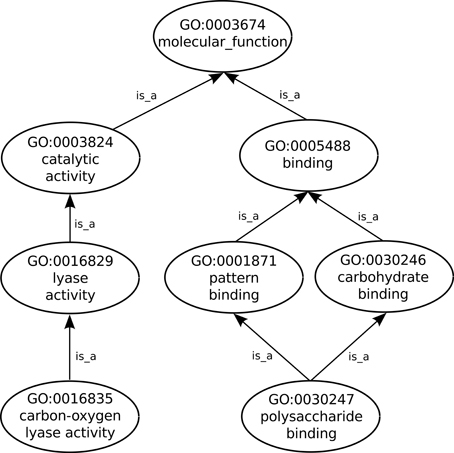 GO:0003674
molecular_function
is_a
is_a
GO:0003824
catalytic
activity
GO:0005488
binding
is_a
is_a
is_a
GO:0016829
lyase
activity
GO:0001871
pattern
binding
GO:0030246
carbohydrate
binding
is_a
is_a
is_a
GO:0016835
carbon-oxygen
lyase activity
GO:0030247
polysaccharide
binding